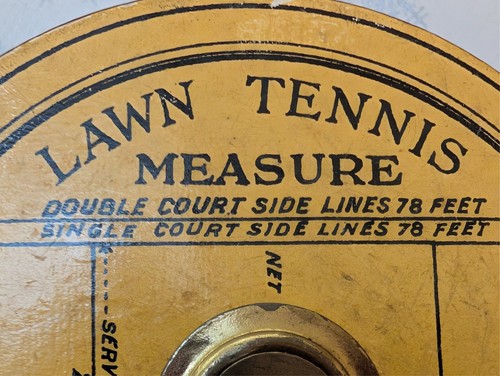 LAWN TENNIS
MEASURE
DOUBLE COURT SIDE LINES 78 FEET
SINGLE COURT SIDE LINES 78 FEET
NET
SERV